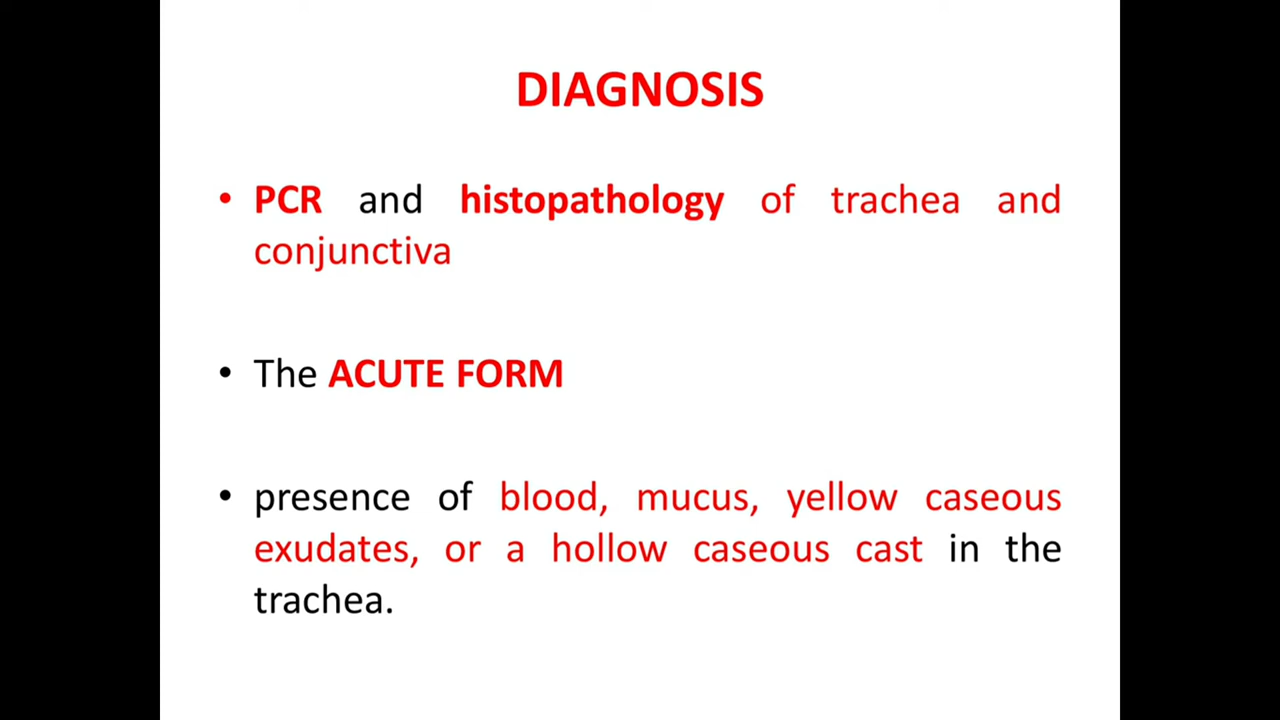 DIAGNOSIS
• PCR and histopathology of trachea and
conjunctiva
• The ACUTE FORM
• presence of blood, mucus, yellow caseous
exudates, or a hollow caseous cast in the
trachea.